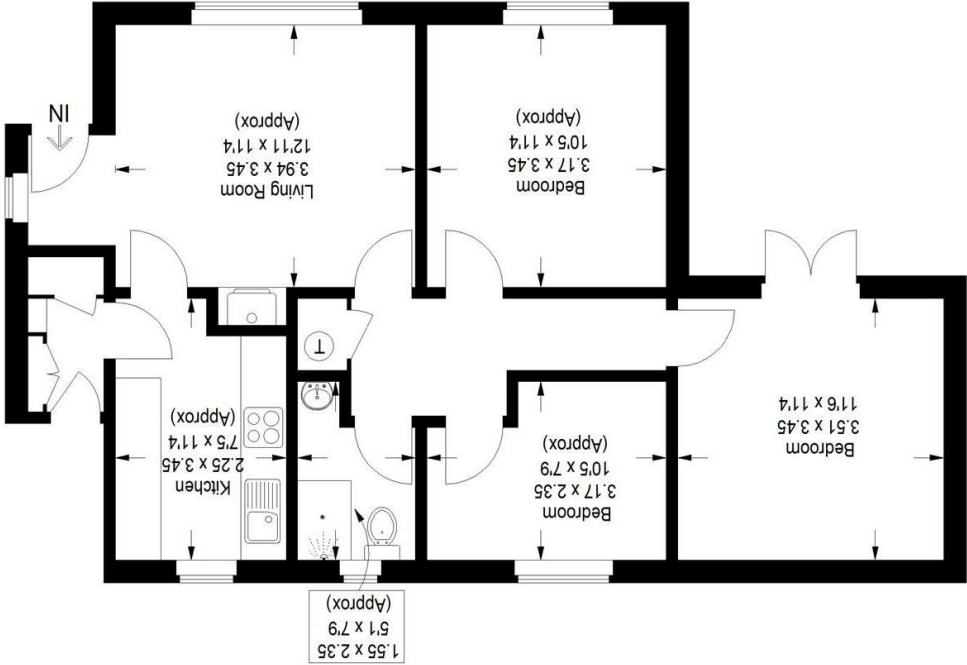 1.55 x 2.35
5'1 x 7'9
(Approx)
Bedroom
3.51 x 3.45
11'6 x 11'4
Bedroom
3.17 x 2.35
10'5 x 7'9
(Approx)
Kitchen
2.25 x 3.45
7'5 x 11'4
(Approx)
T
Bedroom
3.17 x 3.45
10'5 x 11'4
(Approx)
Living Room
3.94 x 3.45
12'11 x 11'4
(Approx)
IN